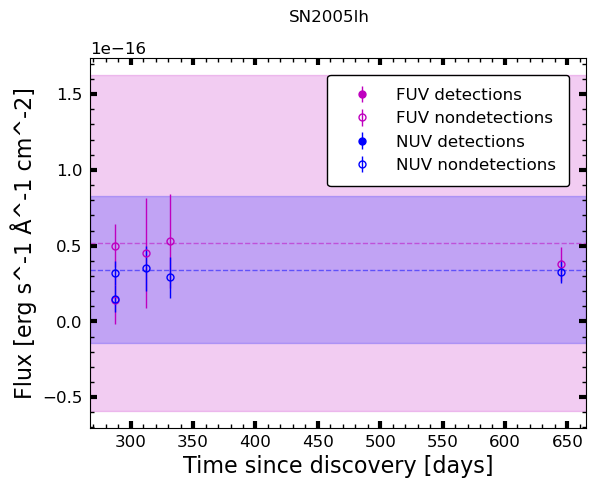 SN2005lh
1e−16
FUV detections
FUV nondetections
NUV detections
NUV nondetections
1.5
1.0
0.5
0.0
−0.5
Flux [erg s^-1 Å^-1 cm^-2]
300 350 400 450 500 550 600 650
Time since discovery [days]